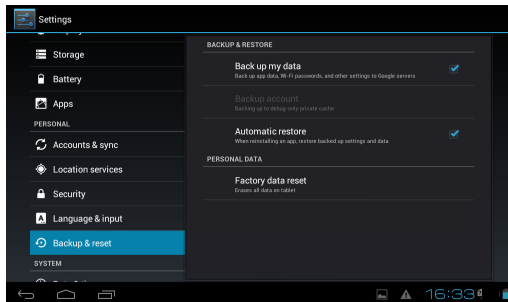 Settings
Storage
Battery
Apps
PERSONAL
Accounts & sync
Location services
Security
Language & input
Backup & reset
SYSTEM
BACKUP & RESTORE
Back up my data
Back up app data, Wi-Fi passwords, and other settings to Google servers
Backup account
Backing up to debug-only private cache
Automatic restore
When reinstalling an app, restore backed up settings and data
PERSONAL DATA
Factory data reset
Erases all data on tablet
16:33